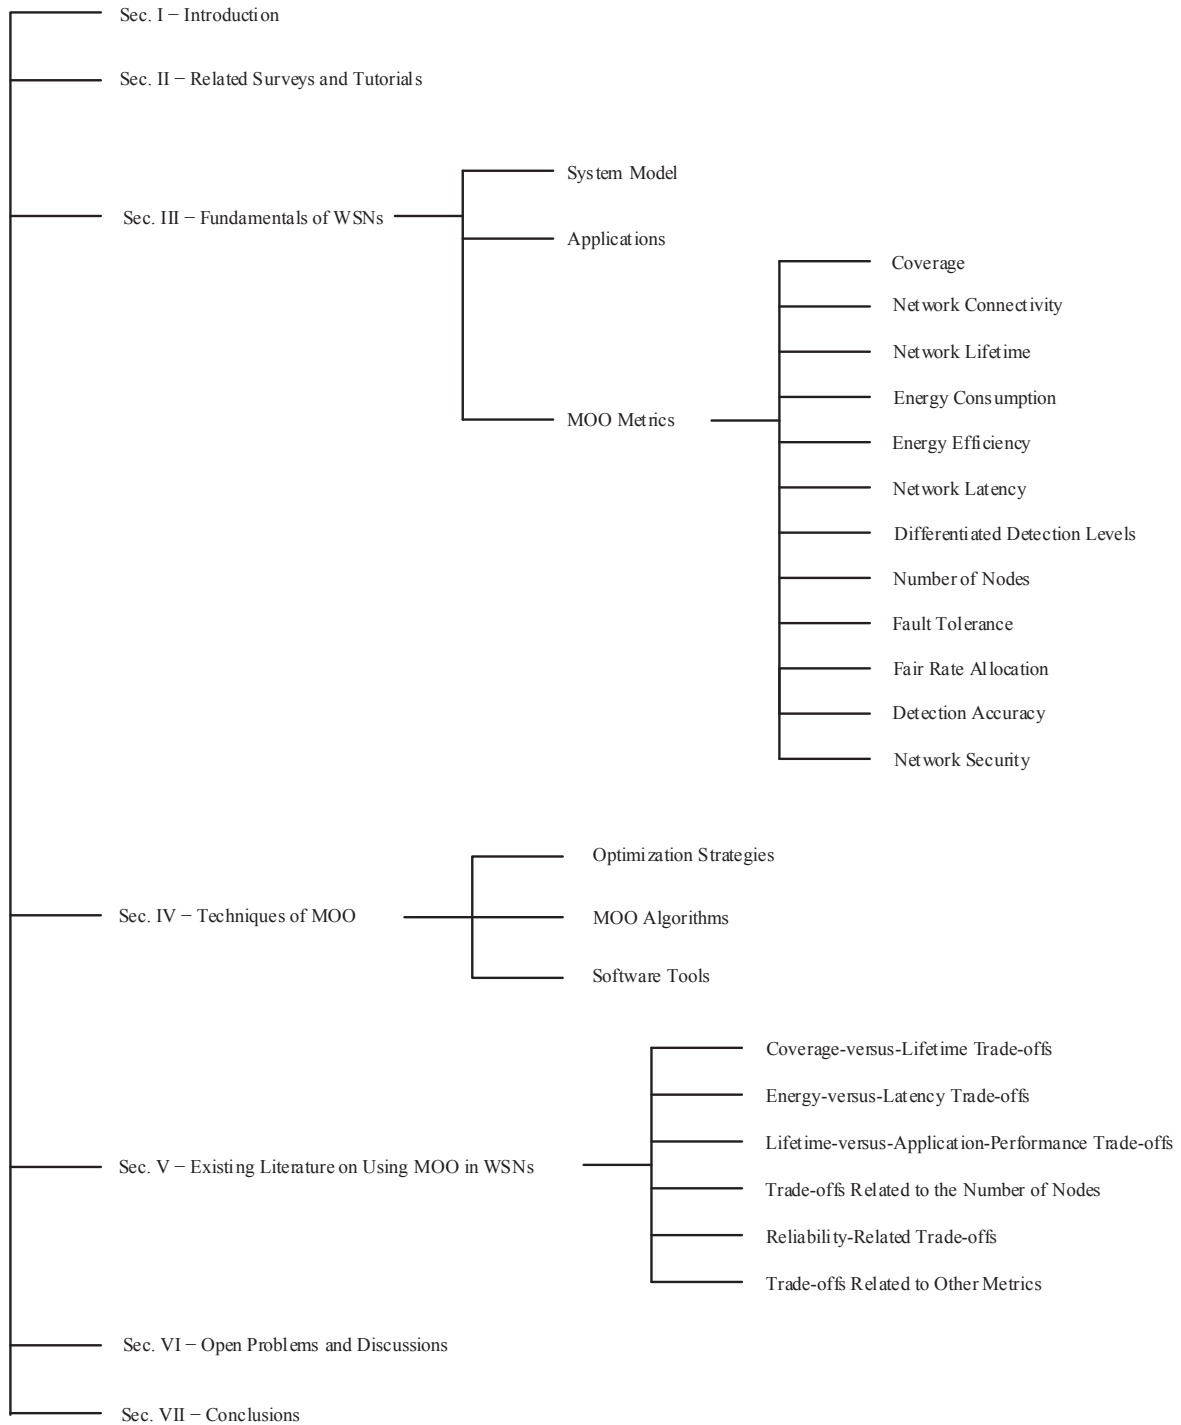 Sec. I − Introduction
Sec. II − Related Surveys and Tutorials
Sec. III − Fundamentals of WSNs
System Model
Applications
MOO Metrics
Coverage
Network Connectivity
Network Lifetime
Energy Consumption
Energy Efficiency
Network Latency
Differentiated Detection Levels
Number of Nodes
Fault Tolerance
Fair Rate Allocation
Detection Accuracy
Network Security
Sec. IV − Techniques of MOO
Optimization Strategies
MOO Algorithms
Software Tools
Sec. V − Existing Literature on Using MOO in WSNs
Coverage-versus-Lifetime Trade-offs
Energy-versus-Latency Trade-offs
Lifetime-versus-Application-Performance Trade-offs
Trade-offs Related to the Number of Nodes
Reliability-Related Trade-offs
Trade-offs Related to Other Metrics
Sec. VI − Open Problems and Discussions
Sec. VII − Conclusions